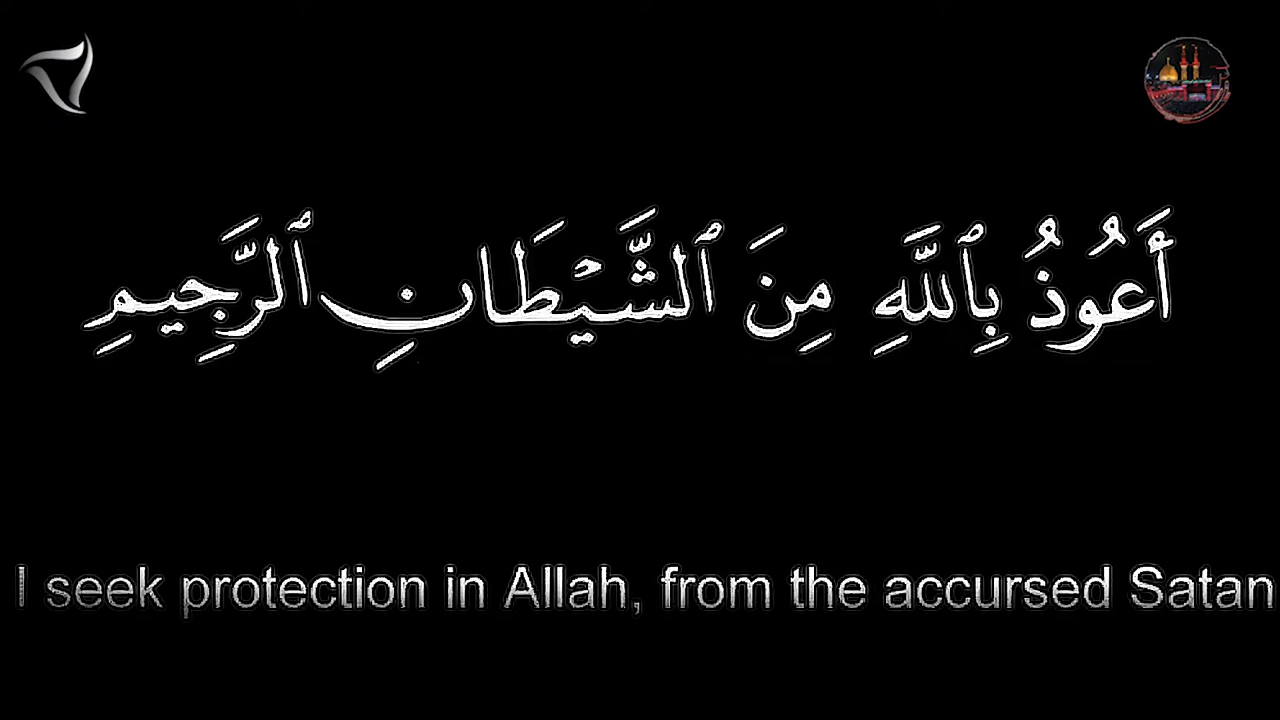 أَعُوذُ بِٱللَّهِ مِنَ ٱلشَّيْطَانِ ٱلرَّجِيمِ
I seek protection in Allah, from the accursed Satan